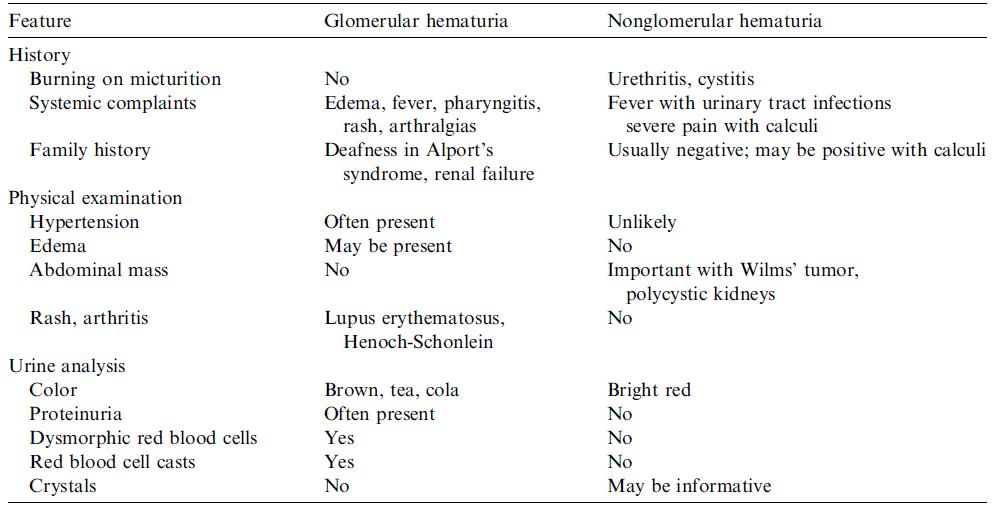 Feature Glomerular hematuria Nonglomerular hematuria
History
Burning on micturition No Urethritis, cystitis
Systemic complaints Edema, fever, pharyngitis, Fever with urinary tract infections
rash, arthralgias severe pain with calculi
Family history Deafness in Alport's Usually negative; may be positive with calculi
syndrome, renal failure
Physical examination
Hypertension Often present Unlikely
Edema May be present No
Abdominal mass No Important with Wilms' tumor,
polycystic kidneys
Rash, arthritis Lupus erythematosus, No
Henoch-Schonlein
Urine analysis
Color Brown, tea, cola Bright red
Proteinuria Often present No
Dysmorphic red blood cells Yes No
Red blood cell casts Yes No
Crystals No May be informative